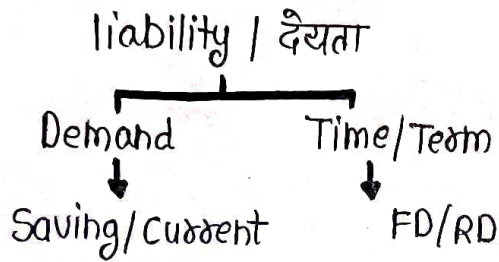 liability / देयता
Demand Time/Term
Saving/Current FD/RD